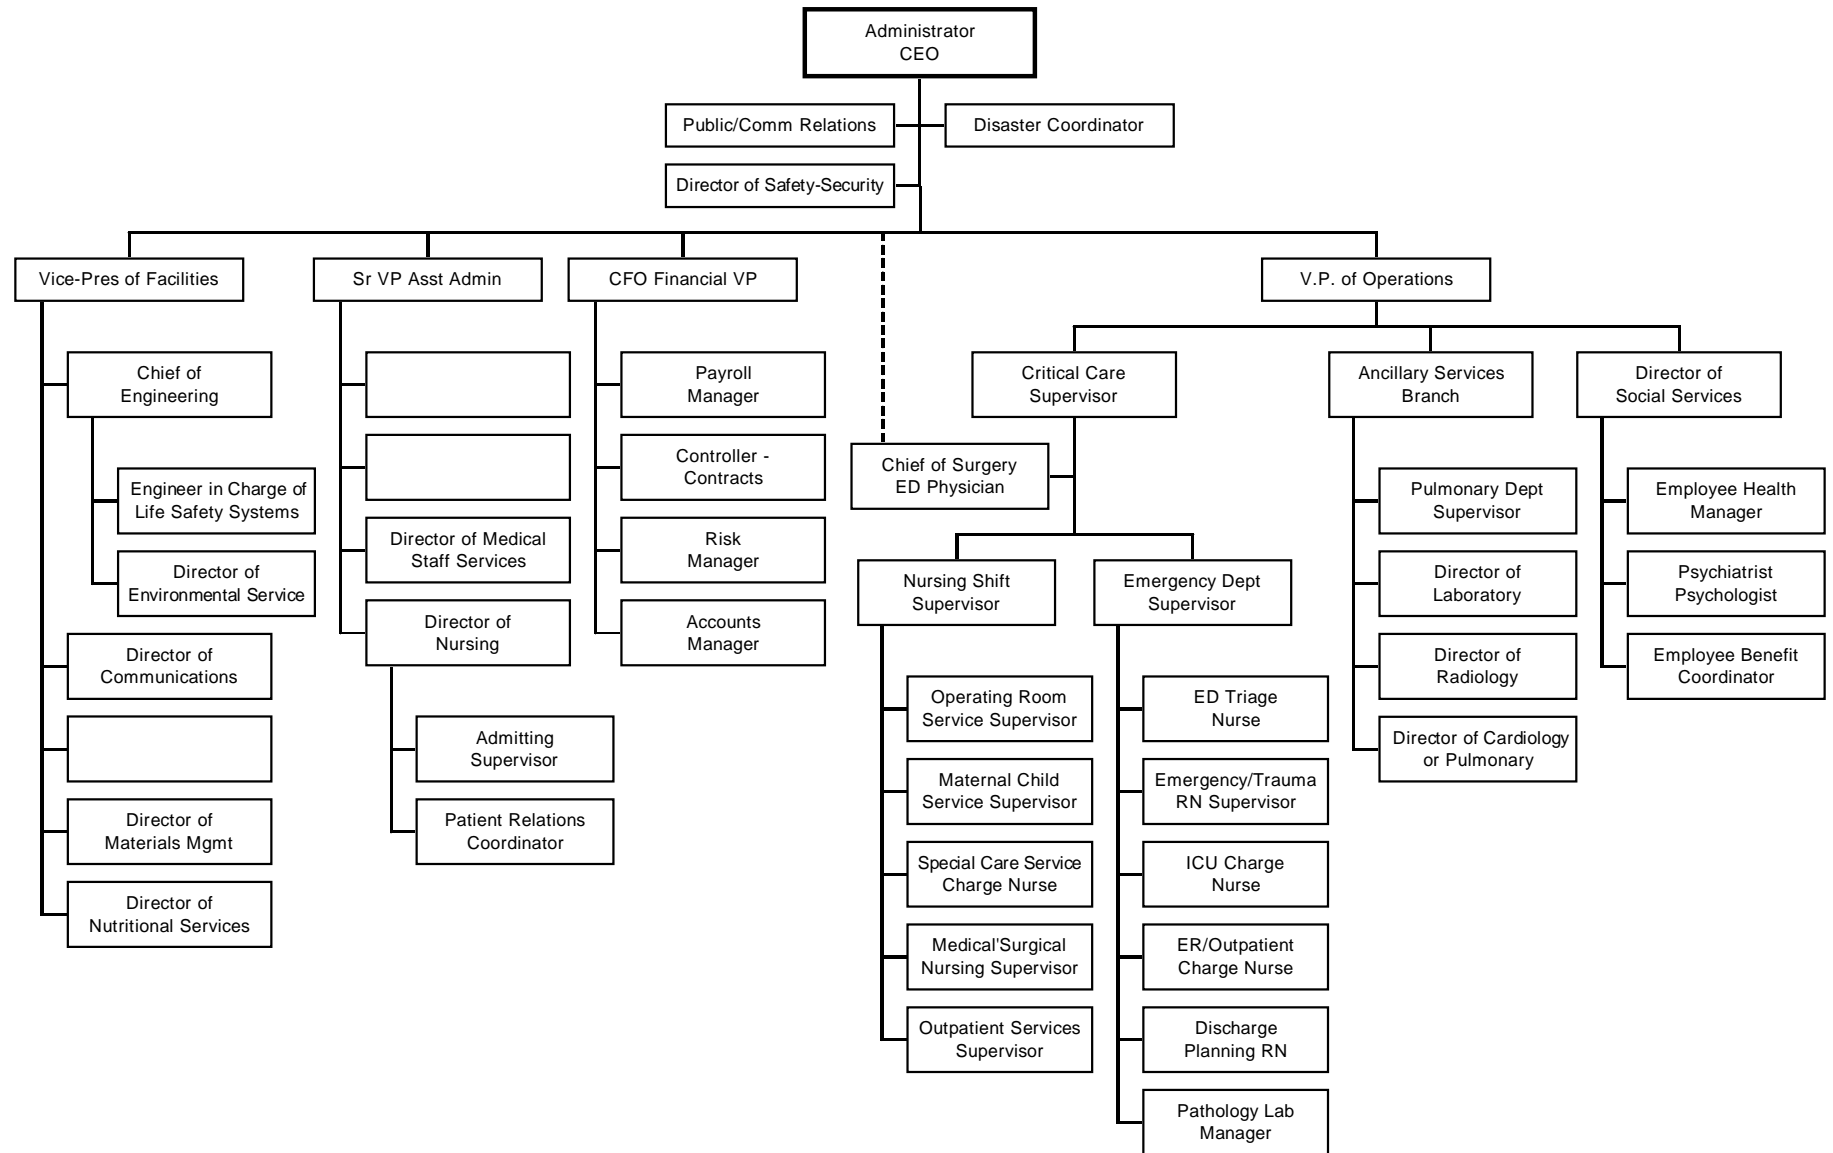 Administrator
CEO
Public/Comm Relations
Disaster Coordinator
Director of Safety-Security
Vice-Pres of Facilities
Sr VP Asst Admin
CFO Financial VP
V.P. of Operations
Chief of
Engineering
Engineer in Charge of
Life Safety Systems
Director of
Environmental Service
Director of
Communications
Director of
Materials Mgmt
Director of
Nutritional Services
Director of Medical
Staff Services
Director of
Nursing
Admitting
Supervisor
Patient Relations
Coordinator
Payroll
Manager
Controller -
Contracts
Risk
Manager
Accounts
Manager
Critical Care
Supervisor
Chief of Surgery
ED Physician
Nursing Shift
Supervisor
Operating Room
Service Supervisor
Maternal Child
Service Supervisor
Special Care Service
Charge Nurse
Medical'Surgical
Nursing Supervisor
Outpatient Services
Supervisor
Emergency Dept
Supervisor
ED Triage
Nurse
Emergency/Trauma
RN Supervisor
ICU Charge
Nurse
ER/Outpatient
Charge Nurse
Discharge
Planning RN
Pathology Lab
Manager
Ancillary Services
Branch
Pulmonary Dept
Supervisor
Director of
Laboratory
Director of
Radiology
Director of Cardiology
or Pulmonary
Director of
Social Services
Employee Health
Manager
Psychiatrist
Psychologist
Employee Benefit
Coordinator